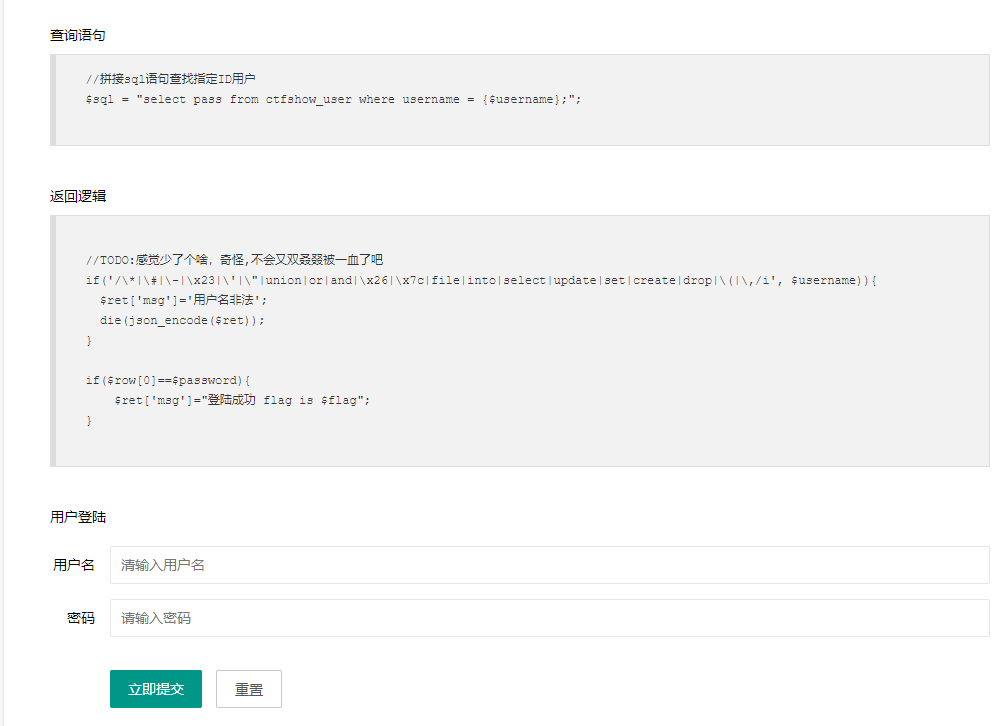 查询语句
//拼接sql语句查找指定ID用户
$sql = "select pass from ctfshow_user where username = {$username};";
返回逻辑
//TODO:感觉少了个啥，奇怪,不会又双叒叕被一血了吧
if('/\*|\#|\-|\x23|\'|\"|union|or|and|\x26|\x7c|file|into|select|update|set|create|drop|\(|\,/i', $username)){
$ret['msg']='用户名非法';
die(json_encode($ret));
}
if($row[0]==$password){
$ret['msg']="登陆成功 flag is $flag";
}
用户登陆
用户名 请输入用户名
密码 请输入密码
立即提交 重置